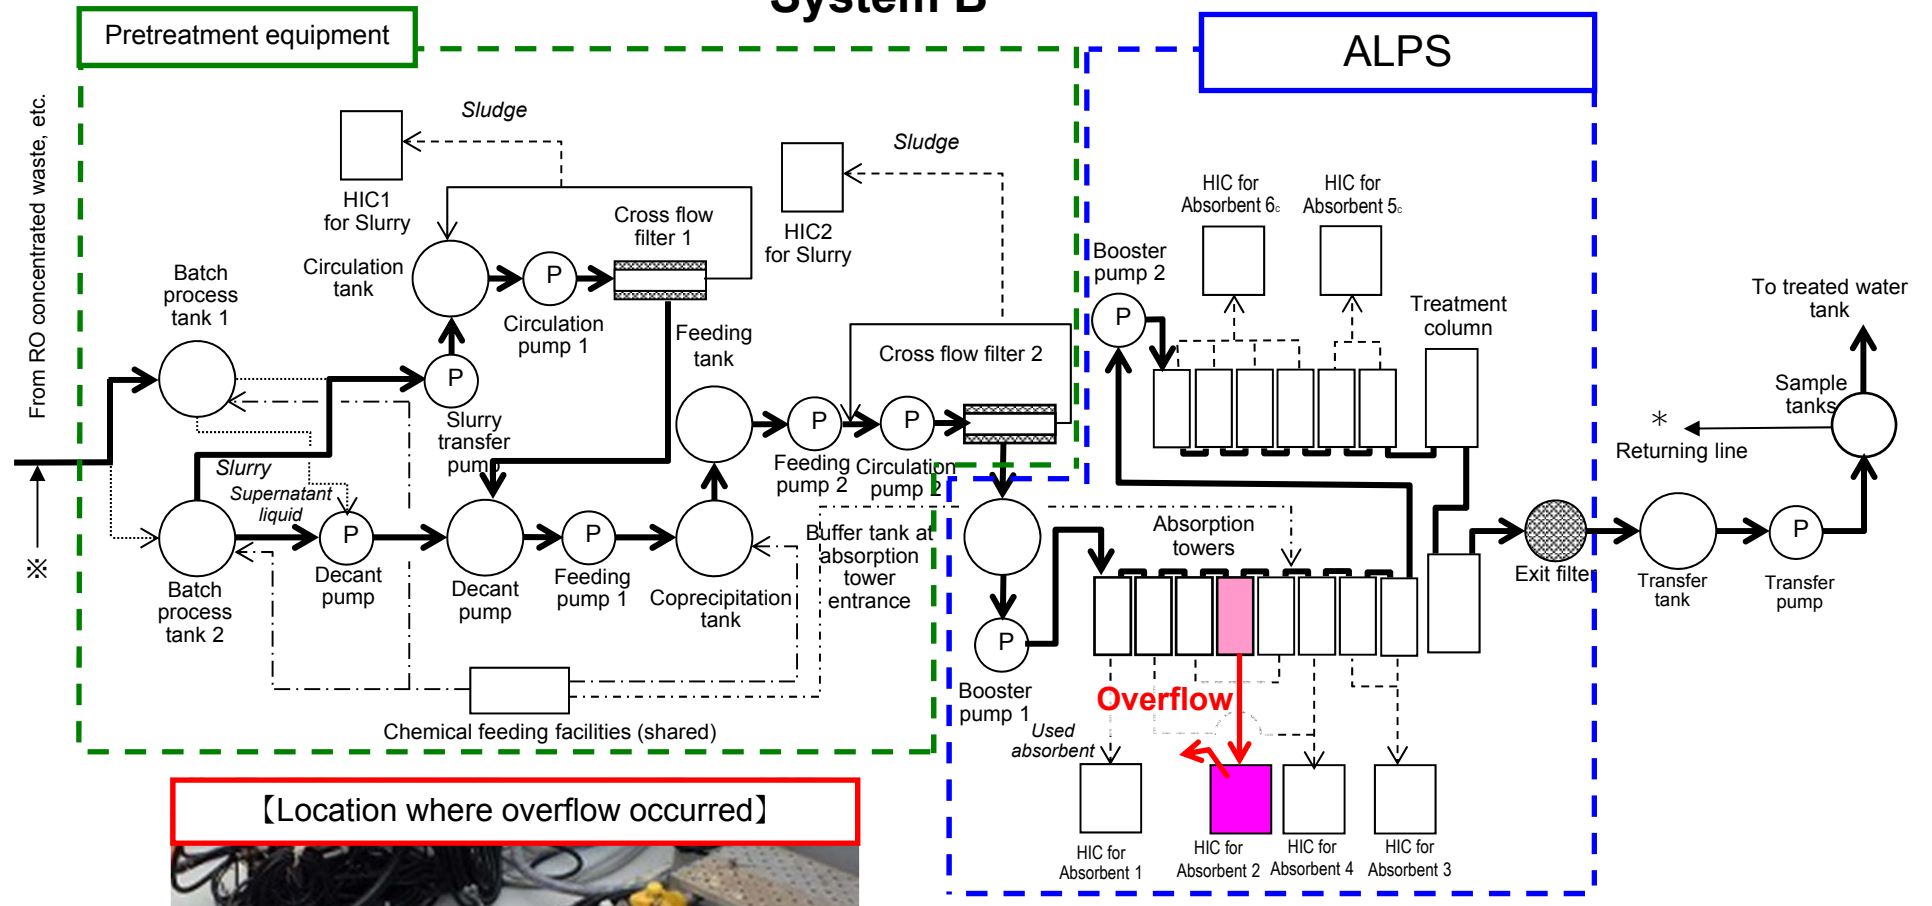 System B
Pretreatment equipment
ALPS
From RO concentrated waste, etc.
※
Sludge
HIC1
for Slurry
Sludge
HIC2
for Slurry
Cross flow
filter 1
Circulation
tank
P
Circulation
pump 1
Batch
process
tank 1
P
Slurry
transfer
pump
Slurry
Supernatant
liquid
Batch
process
tank 2
P
Decant
pump
Decant
pump
P
Feeding
pump 1
Coprecipitation
tank
Feeding
tank
P
Feeding
pump 2
P
Circulation
pump 2
Cross flow filter 2
Chemical feeding facilities (shared)
Buffer tank at
absorption
tower
entrance
P
Booster
pump 1
Booster
pump 2
P
HIC for
Absorbent 6c
HIC for
Absorbent 5c
Treatment
column
Absorption
towers
Overflow
Used
absorbent
HIC for
Absorbent 1
HIC for
Absorbent 2
HIC for
Absorbent 4
HIC for
Absorbent 3
Exit filter
Transfer
tank
P
Transfer
pump
Sample
tanks
To treated water
tank
*
Returning line
【Location where overflow occurred】